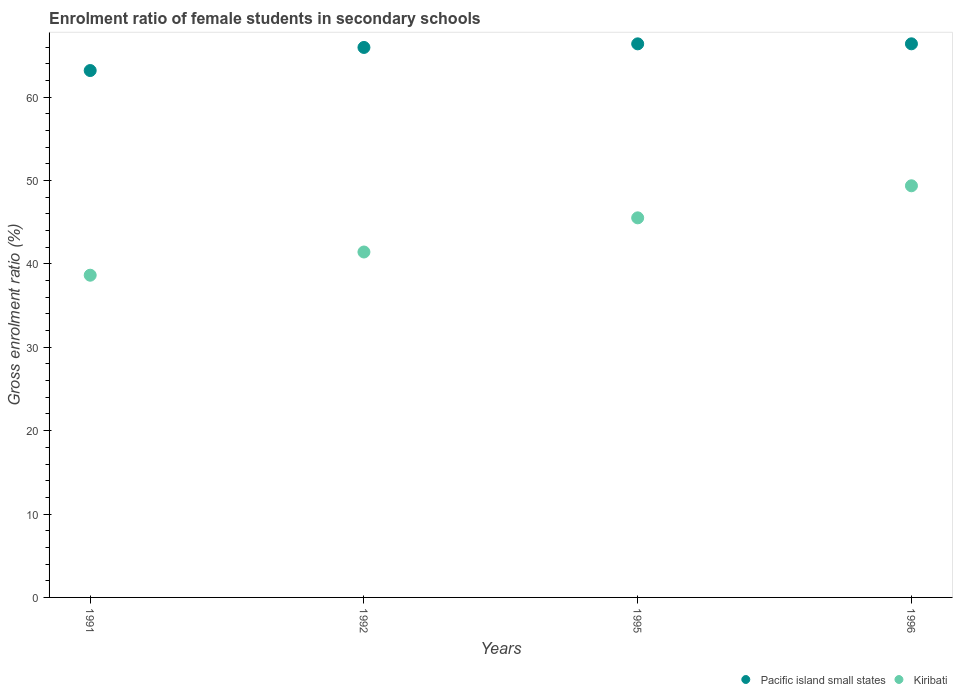 Enrolment ratio of female students in secondary schools
Gross enrolment ratio (%)
60
50
40
30
20
10
0
1991
1992
1995
1996
Years
Pacific island small states
Kiribati